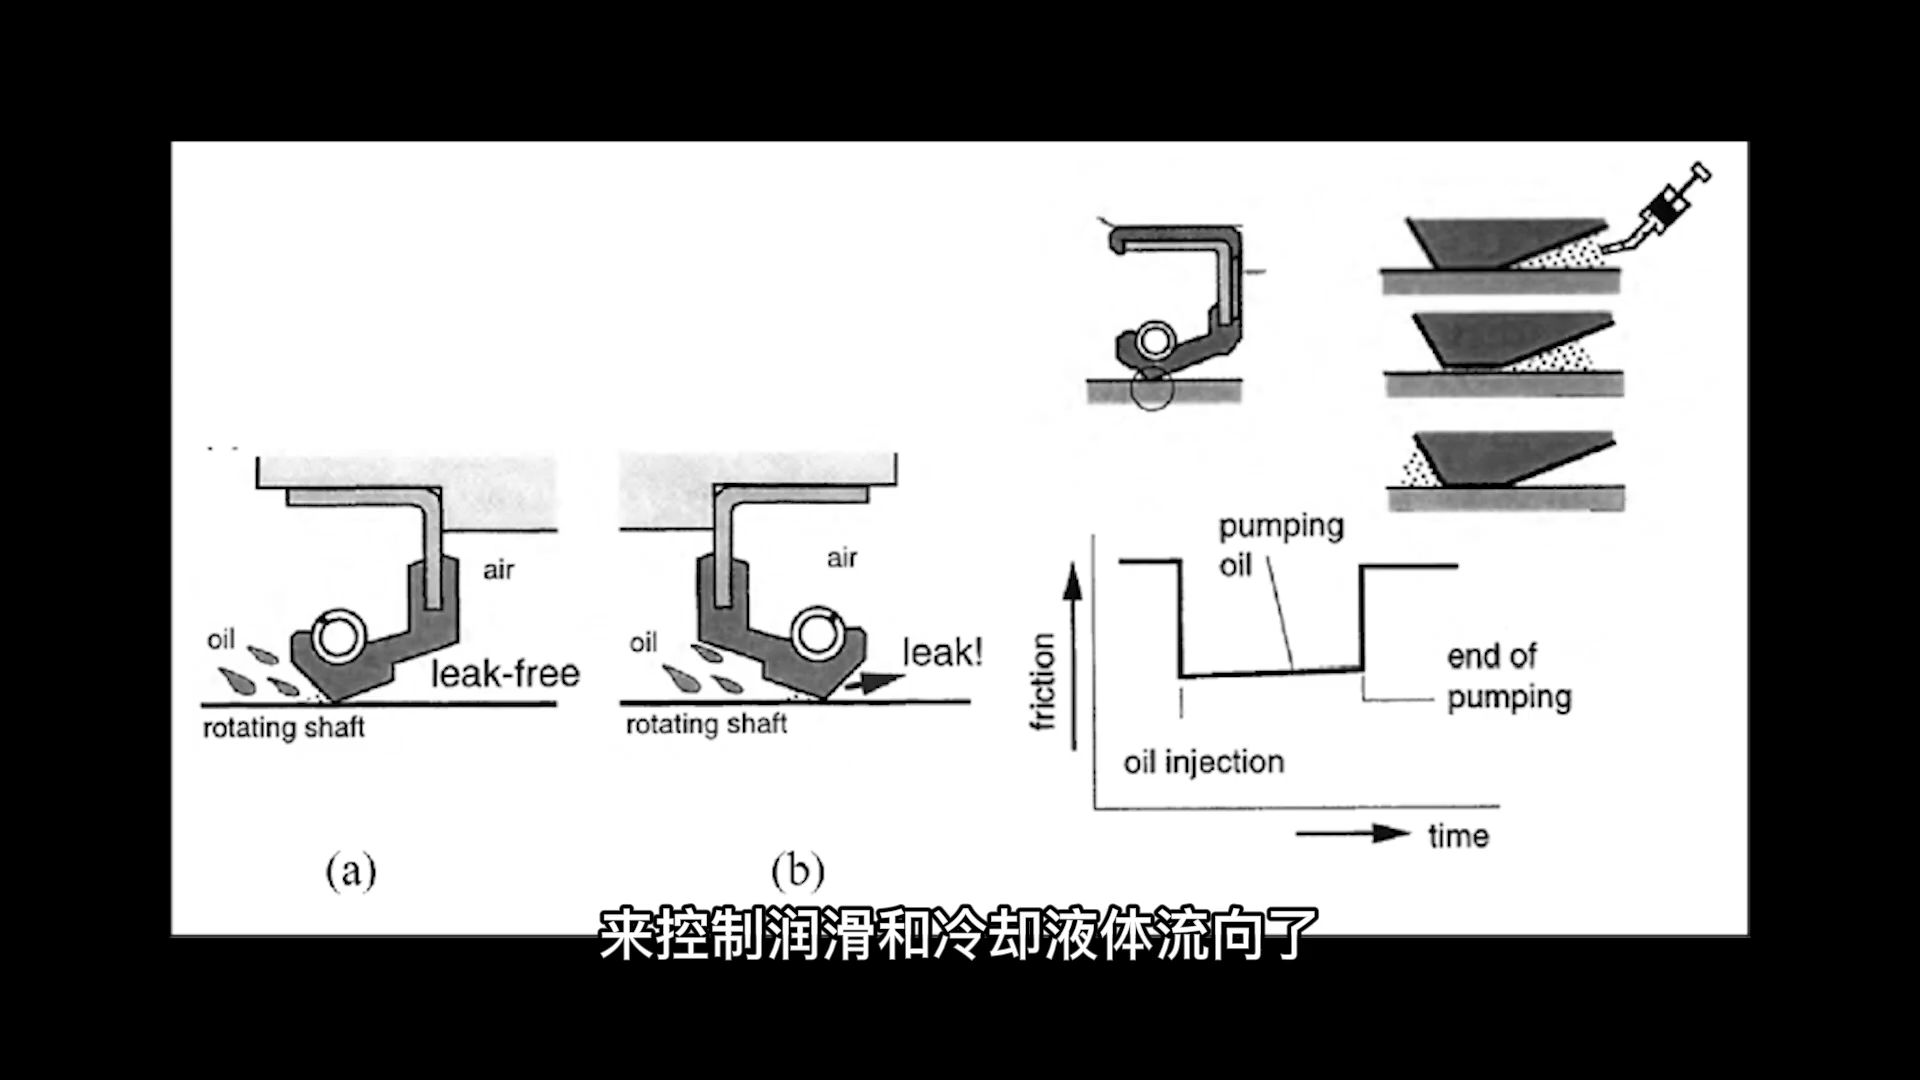 oil
air
leak-free
rotating shaft
(a)
oil
air
leak!
rotating shaft
(b)
pumping
oil
friction
end of
pumping
oil injection
time
来控制润滑和冷却液体流向了